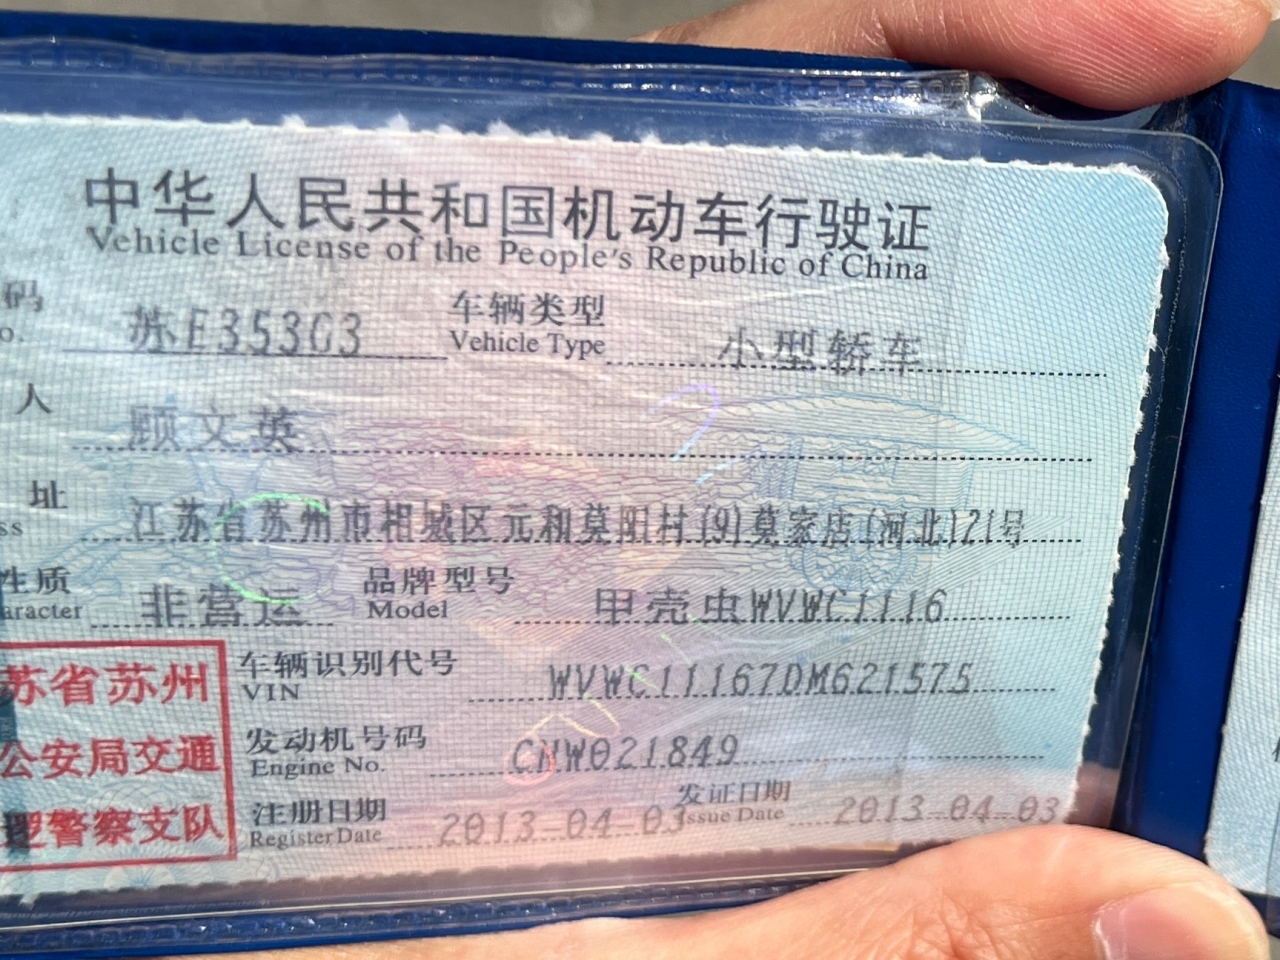 中华人民共和国机动车行驶证
Vehicle License of the People's Republic of China
码 苏E353G3 车辆类型 小型轿车
o. Vehicle Type
人 顾文英
址 江苏省苏州市相城区元和莫阳村(9)莫家店(河北)21号
ss
性质 非营运 品牌型号 甲壳虫WVWC1116
aracter Model
苏省苏州 车辆识别代号 WVWC11167DM621575
VIN
公安局交通 发动机号码 CNW021849
Engine No.
理警察支队 注册日期 2013-04-03 发证日期 2013-04-03
Register Date Issue Date